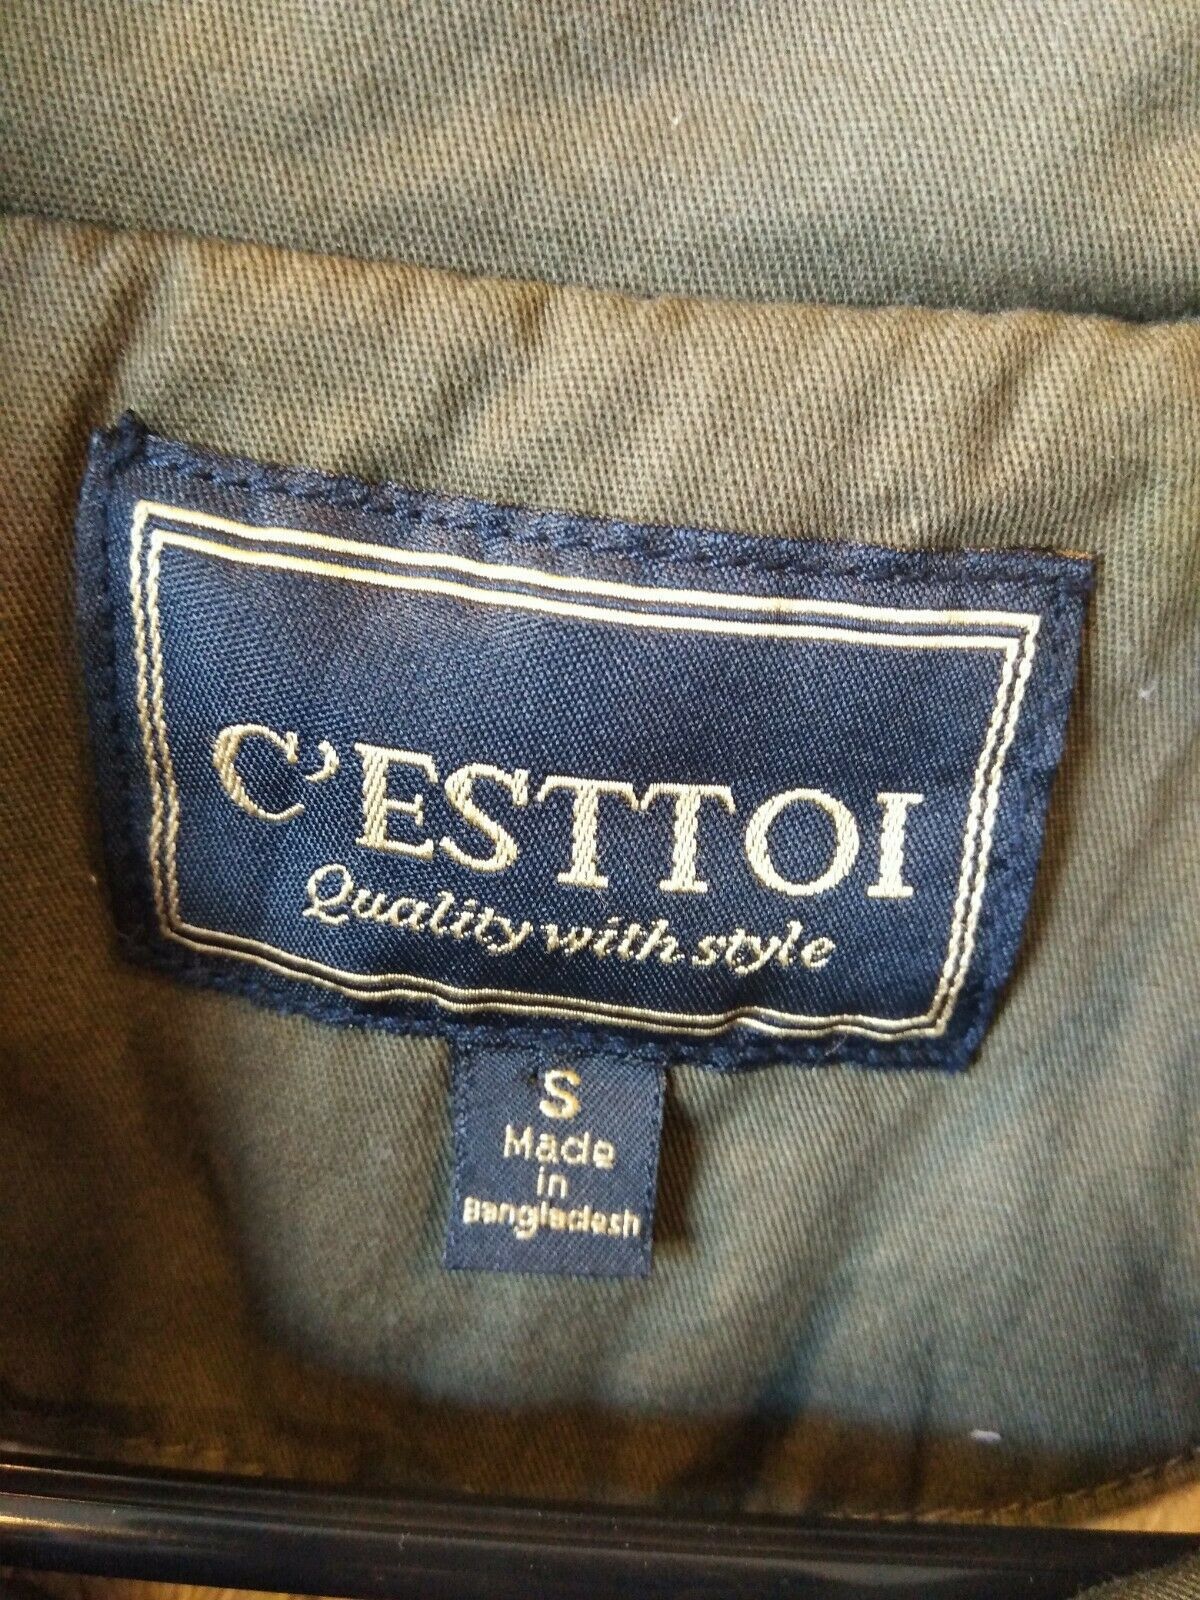 C'ESTTOI
Quality with style
S
Made
in
Bangladesh